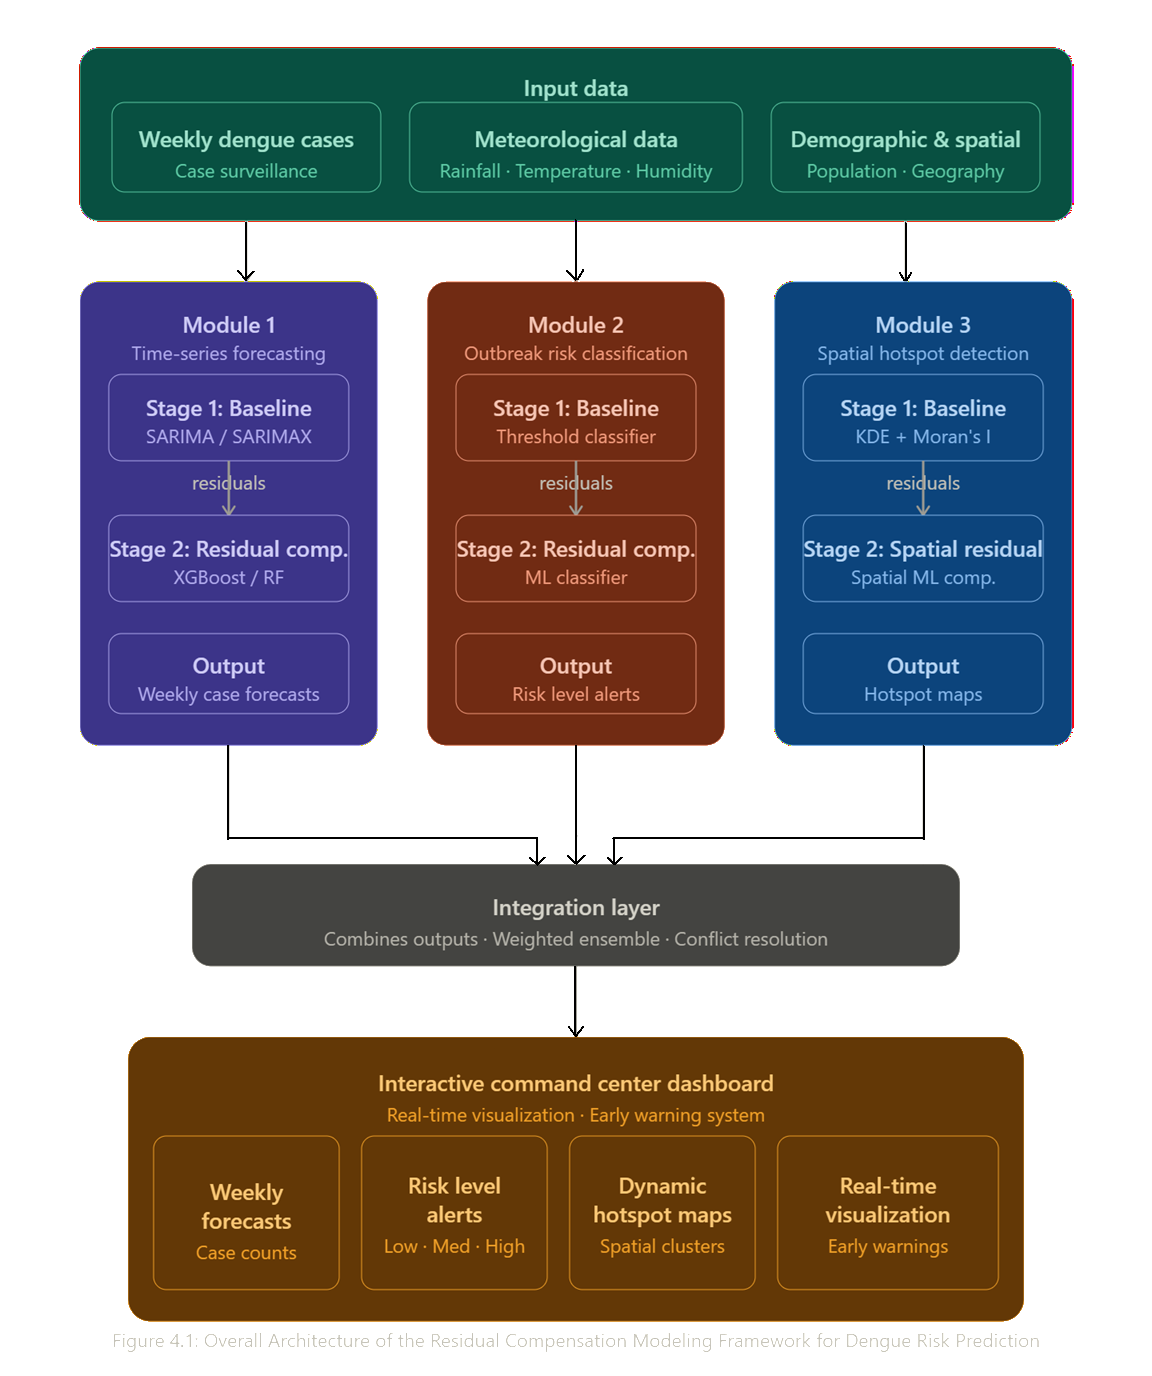 Input data
Weekly dengue cases
Case surveillance
Meteorological data
Rainfall · Temperature · Humidity
Demographic & spatial
Population · Geography
Module 1
Time-series forecasting
Stage 1: Baseline
SARIMA / SARIMAX
residuals
Stage 2: Residual comp.
XGBoost / RF
Output
Weekly case forecasts
Module 2
Outbreak risk classification
Stage 1: Baseline
Threshold classifier
residuals
Stage 2: Residual comp.
ML classifier
Output
Risk level alerts
Module 3
Spatial hotspot detection
Stage 1: Baseline
KDE + Moran's I
residuals
Stage 2: Spatial residual
Spatial ML comp.
Output
Hotspot maps
Integration layer
Combines outputs · Weighted ensemble · Conflict resolution
Interactive command center dashboard
Real-time visualization · Early warning system
Weekly
forecasts
Case counts
Risk level
alerts
Low · Med · High
Dynamic
hotspot maps
Spatial clusters
Real-time
visualization
Early warnings
Figure 4.1: Overall Architecture of the Residual Compensation Modeling Framework for Dengue Risk Prediction